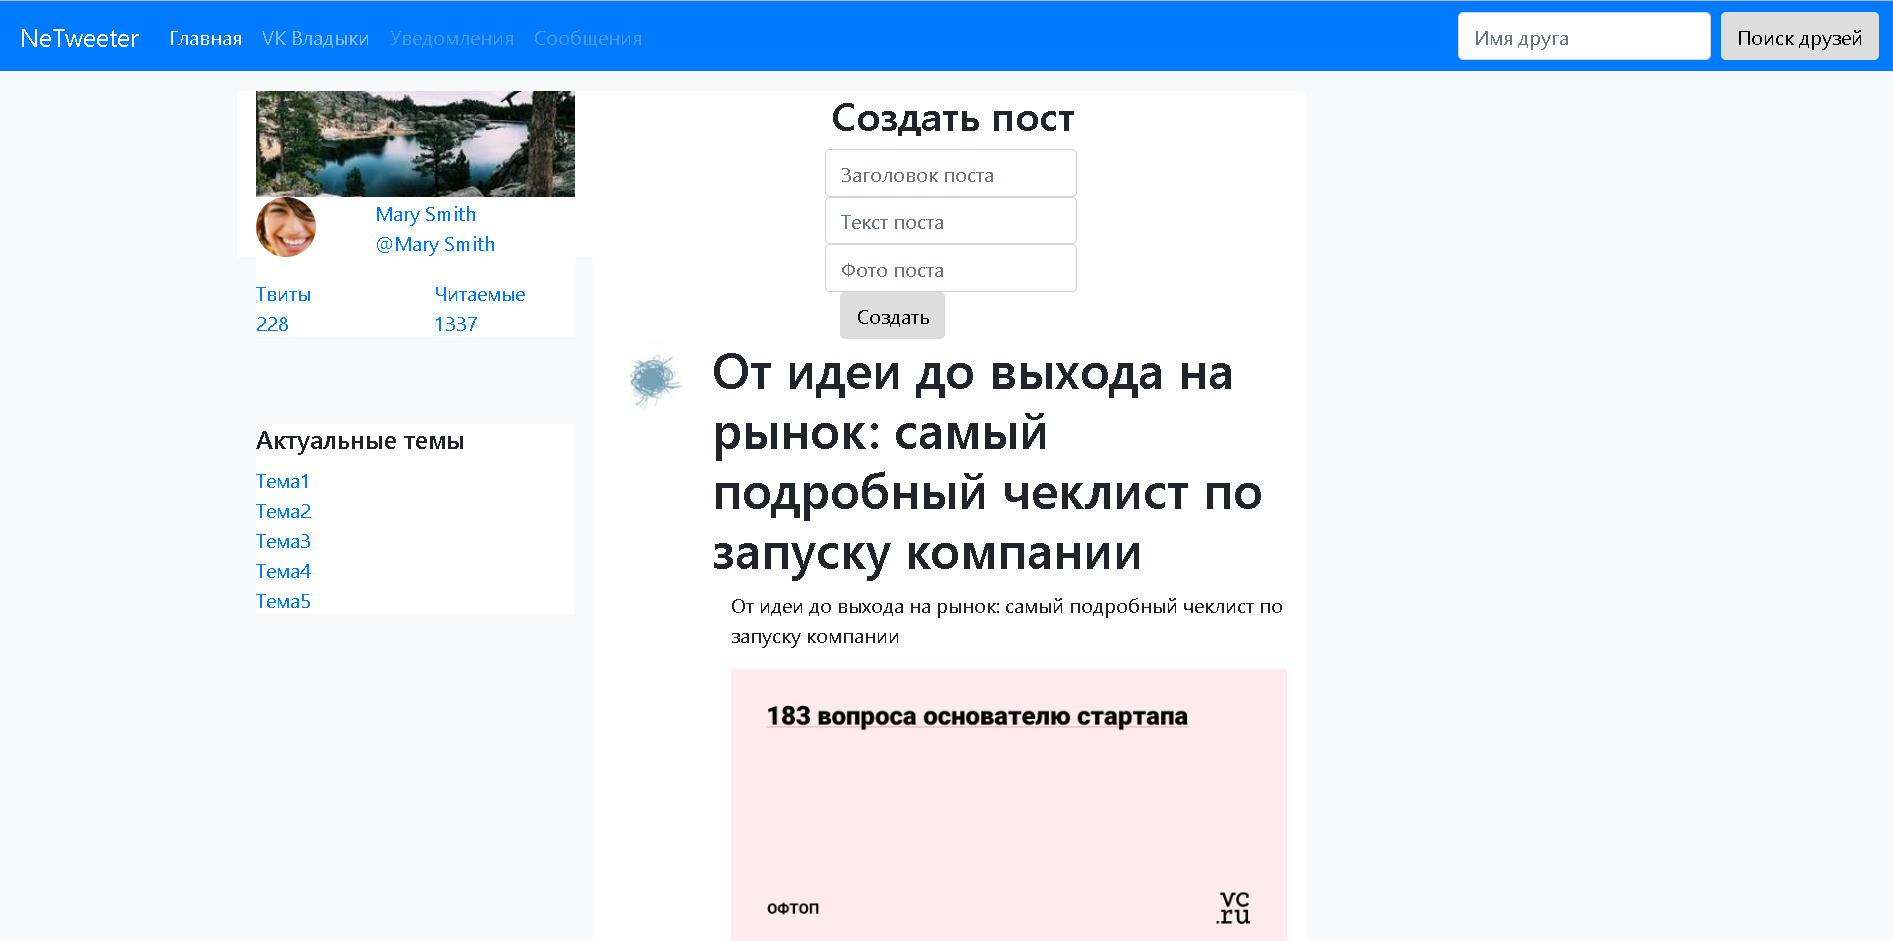 NeTweeter Главная VK Владыки Уведомления Сообщения Имя друга Поиск друзей
Mary Smith
@Mary Smith
Твиты Читаемые
228 1337
Актуальные темы
Тема1
Тема2
Тема3
Тема4
Тема5
Создать пост
Заголовок поста
Текст поста
Фото поста
Создать
От идеи до выхода на
рынок: самый
подробный чеклист по
запуску компании
От идеи до выхода на рынок: самый подробный чеклист по
запуску компании
183 вопроса основателю стартапа
ОФТОП
vc
.ru